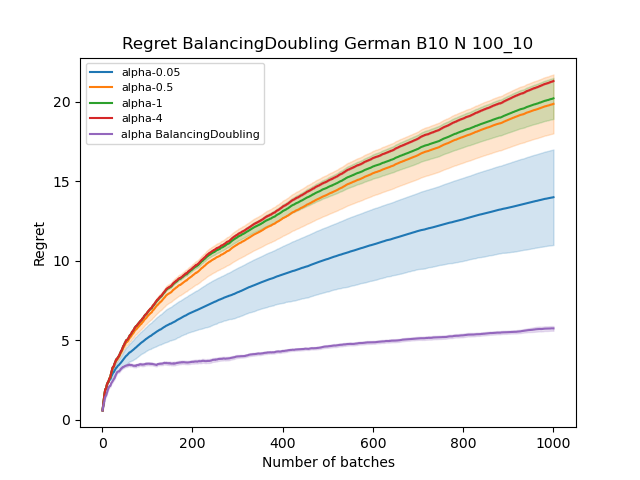 Regret BalancingDoubling German B10 N 100_10
alpha-0.05
alpha-0.5
alpha-1
alpha-4
alpha BalancingDoubling
20
15
10
5
0
Regret
0 200 400 600 800 1000
Number of batches